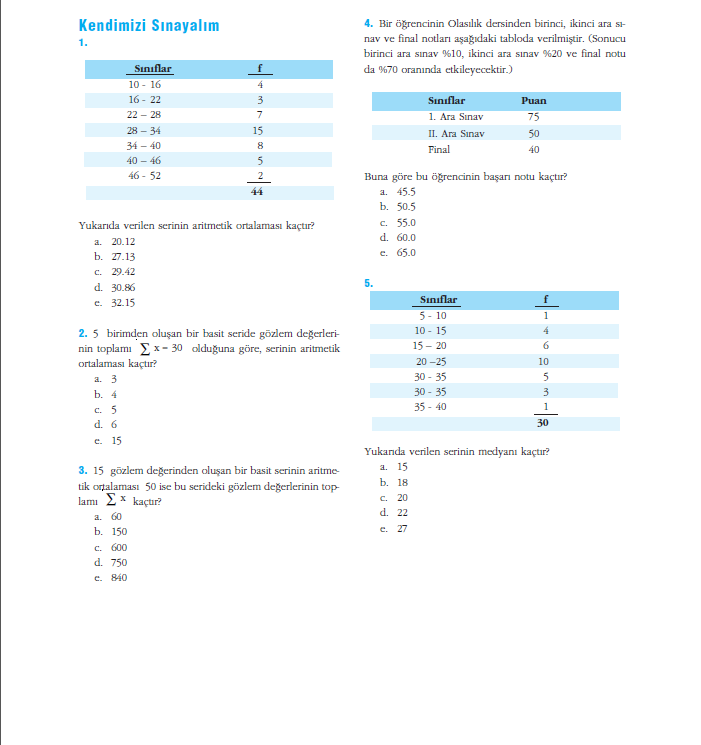 Kendimizi Sınayalım
1.
Sınıflar f
10 - 16 4
16 - 22 3
22 – 28 7
28 – 34 15
34 – 40 8
40 – 46 5
46 - 52 2
44
Yukarıda verilen serinin aritmetik ortalaması kaçtır?
a. 20.12
b. 27.13
c. 29.42
d. 30.86
e. 32.15
2. 5 birimden oluşan bir basit seride gözlem değerleri-
nin toplamı ∑ x = 30 olduğuna göre, serinin aritmetik
ortalaması kaçtır?
a. 3
b. 4
c. 5
d. 6
e. 15
3. 15 gözlem değerinden oluşan bir basit serinin aritme-
tik ortalaması 50 ise bu serideki gözlem değerlerinin top-
lamı ∑ x kaçtır?
a. 60
b. 150
c. 600
d. 750
e. 840
4. Bir öğrencinin Olasılık dersinden birinci, ikinci ara sı-
nav ve final notları aşağıdaki tabloda verilmiştir. (Sonucu
birinci ara sınav %10, ikinci ara sınav %20 ve final notu
da %70 oranında etkileyecektir.)
Sınıflar Puan
I. Ara Sınav 75
II. Ara Sınav 50
Final 40
Buna göre bu öğrencinin başarı notu kaçtır?
a. 45.5
b. 50.5
c. 55.0
d. 60.0
e. 65.0
5.
Sınıflar f
5 - 10 1
10 - 15 4
15 – 20 6
20 –25 10
30 - 35 5
30 - 35 3
35 - 40 1
30
Yukarıda verilen serinin medyanı kaçtır?
a. 15
b. 18
c. 20
d. 22
e. 27